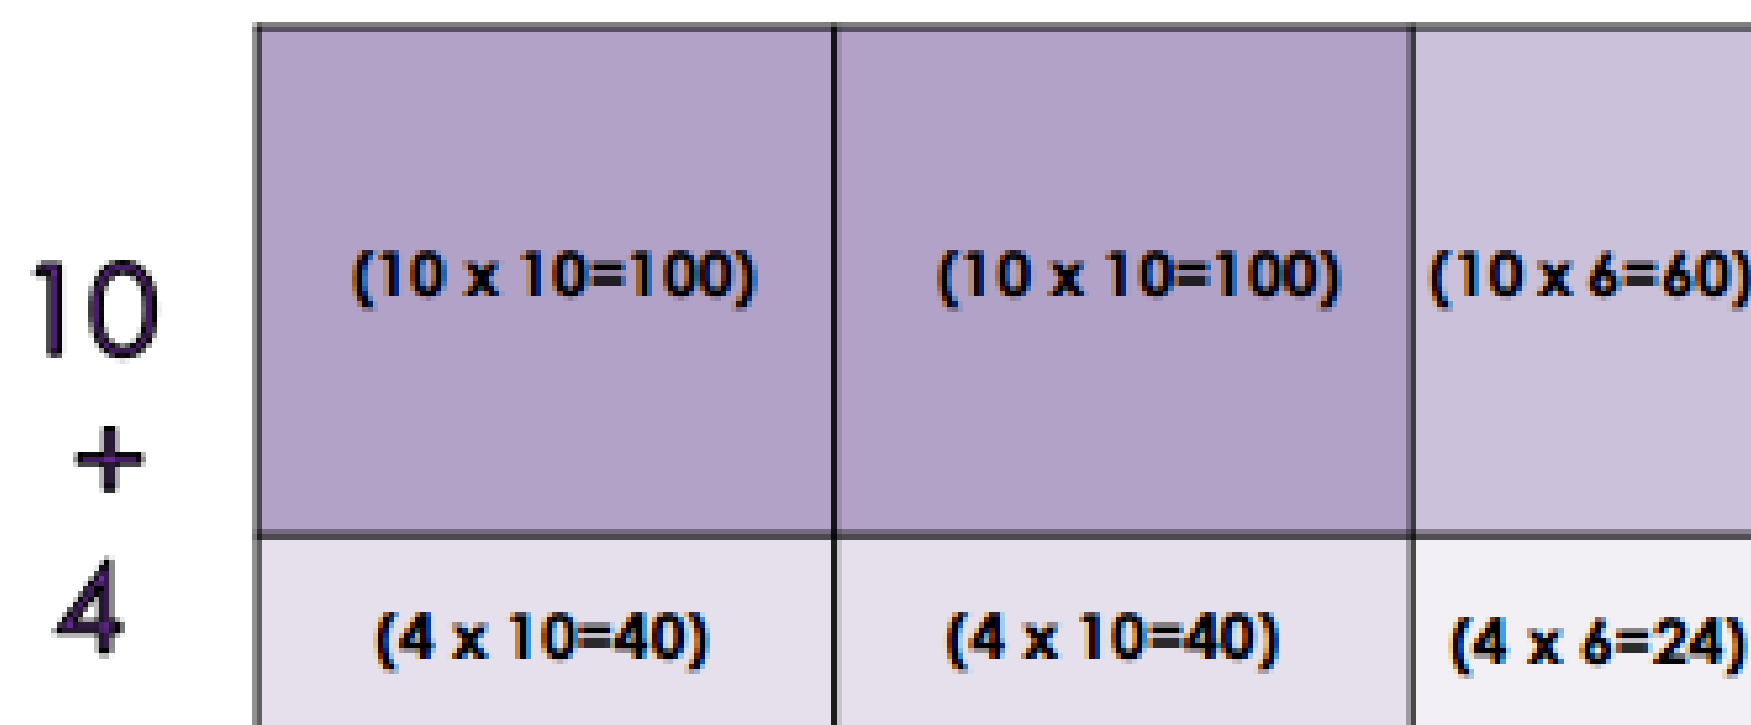 10 (10 x 10=100) (10 x 10=100) (10 x 6=60)
+
4 (4 x 10=40) (4 x 10=40) (4 x 6=24)